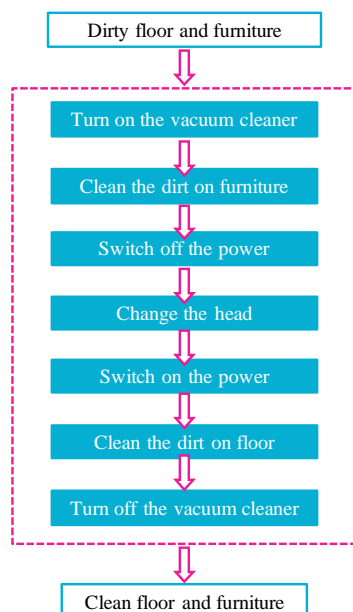 Dirty floor and furniture
Turn on the vacuum cleaner
Clean the dirt on furniture
Switch off the power
Change the head
Switch on the power
Clean the dirt on floor
Turn off the vacuum cleaner
Clean floor and furniture